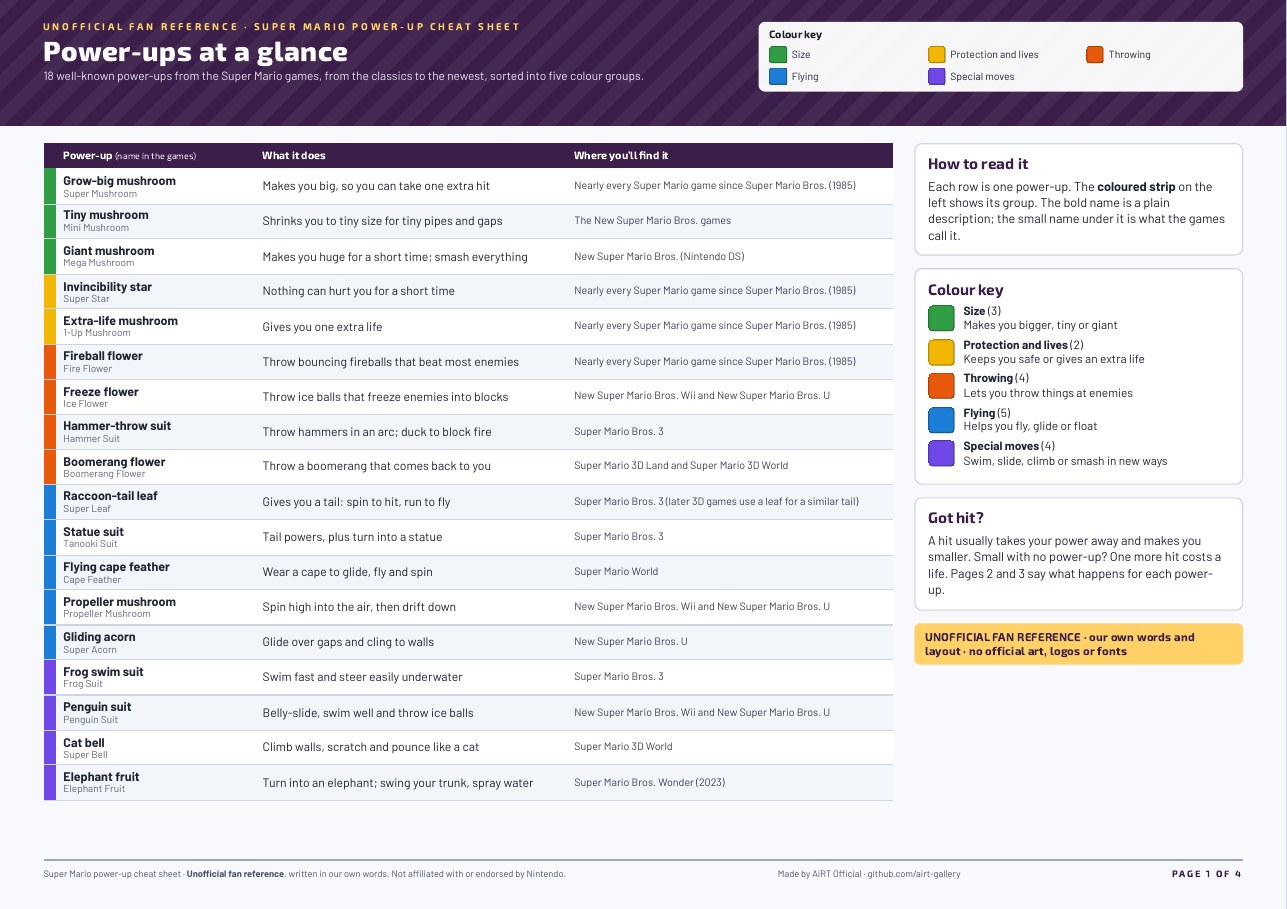 UNOFFICIAL FAN REFERENCE · SUPER MARIO POWER-UP CHEAT SHEET
Power-ups at a glance
18 well-known power-ups from the Super Mario games, from the classics to the newest, sorted into five colour groups.
Colour key
Size
Protection and lives
Throwing
Flying
Special moves
Power-up (name in the games) What it does Where you'll find it
Grow-big mushroom
Super Mushroom
Makes you big, so you can take one extra hit
Nearly every Super Mario game since Super Mario Bros. (1985)
Tiny mushroom
Mini Mushroom
Shrinks you to tiny size for tiny pipes and gaps
The New Super Mario Bros. games
Giant mushroom
Mega Mushroom
Makes you huge for a short time; smash everything
New Super Mario Bros. (Nintendo DS)
Invincibility star
Super Star
Nothing can hurt you for a short time
Nearly every Super Mario game since Super Mario Bros. (1985)
Extra-life mushroom
1-Up Mushroom
Gives you one extra life
Nearly every Super Mario game since Super Mario Bros. (1985)
Fireball flower
Fire Flower
Throw bouncing fireballs that beat most enemies
Nearly every Super Mario game since Super Mario Bros. (1985)
Freeze flower
Ice Flower
Throw ice balls that freeze enemies into blocks
New Super Mario Bros. Wii and New Super Mario Bros. U
Hammer-throw suit
Hammer Suit
Throw hammers in an arc; duck to block fire
Super Mario Bros. 3
Boomerang flower
Boomerang Flower
Throw a boomerang that comes back to you
Super Mario 3D Land and Super Mario 3D World
Raccoon-tail leaf
Super Leaf
Gives you a tail: spin to hit, run to fly
Super Mario Bros. 3 (later 3D games use a leaf for a similar tail)
Statue suit
Tanooki Suit
Tail powers, plus turn into a statue
Super Mario Bros. 3
Flying cape feather
Cape Feather
Wear a cape to glide, fly and spin
Super Mario World
Propeller mushroom
Propeller Mushroom
Spin high into the air, then drift down
New Super Mario Bros. Wii and New Super Mario Bros. U
Gliding acorn
Super Acorn
Glide over gaps and cling to walls
New Super Mario Bros. U
Frog swim suit
Frog Suit
Swim fast and steer easily underwater
Super Mario Bros. 3
Penguin suit
Penguin Suit
Belly-slide, swim well and throw ice balls
New Super Mario Bros. Wii and New Super Mario Bros. U
Cat bell
Super Bell
Climb walls, scratch and pounce like a cat
Super Mario 3D World
Elephant fruit
Elephant Fruit
Turn into an elephant; swing your trunk, spray water
Super Mario Bros. Wonder (2023)
How to read it
Each row is one power-up. The coloured strip on the
left shows its group. The bold name is a plain
description; the small name under it is what the games
call it.
Colour key
Size (3)
Makes you bigger, tiny or giant
Protection and lives (2)
Keeps you safe or gives an extra life
Throwing (4)
Lets you throw things at enemies
Flying (5)
Helps you fly, glide or float
Special moves (4)
Swim, slide, climb or smash in new ways
Got hit?
A hit usually takes your power away and makes you
smaller. Small with no power-up? One more hit costs a
life. Pages 2 and 3 say what happens for each power-
up.
UNOFFICIAL FAN REFERENCE · our own words and
layout · no official art, logos or fonts
Super Mario power-up cheat sheet · Unofficial fan reference, written in our own words. Not affiliated with or endorsed by Nintendo.
Made by AiRT Official · github.com/airt-gallery
PAGE 1 OF 4